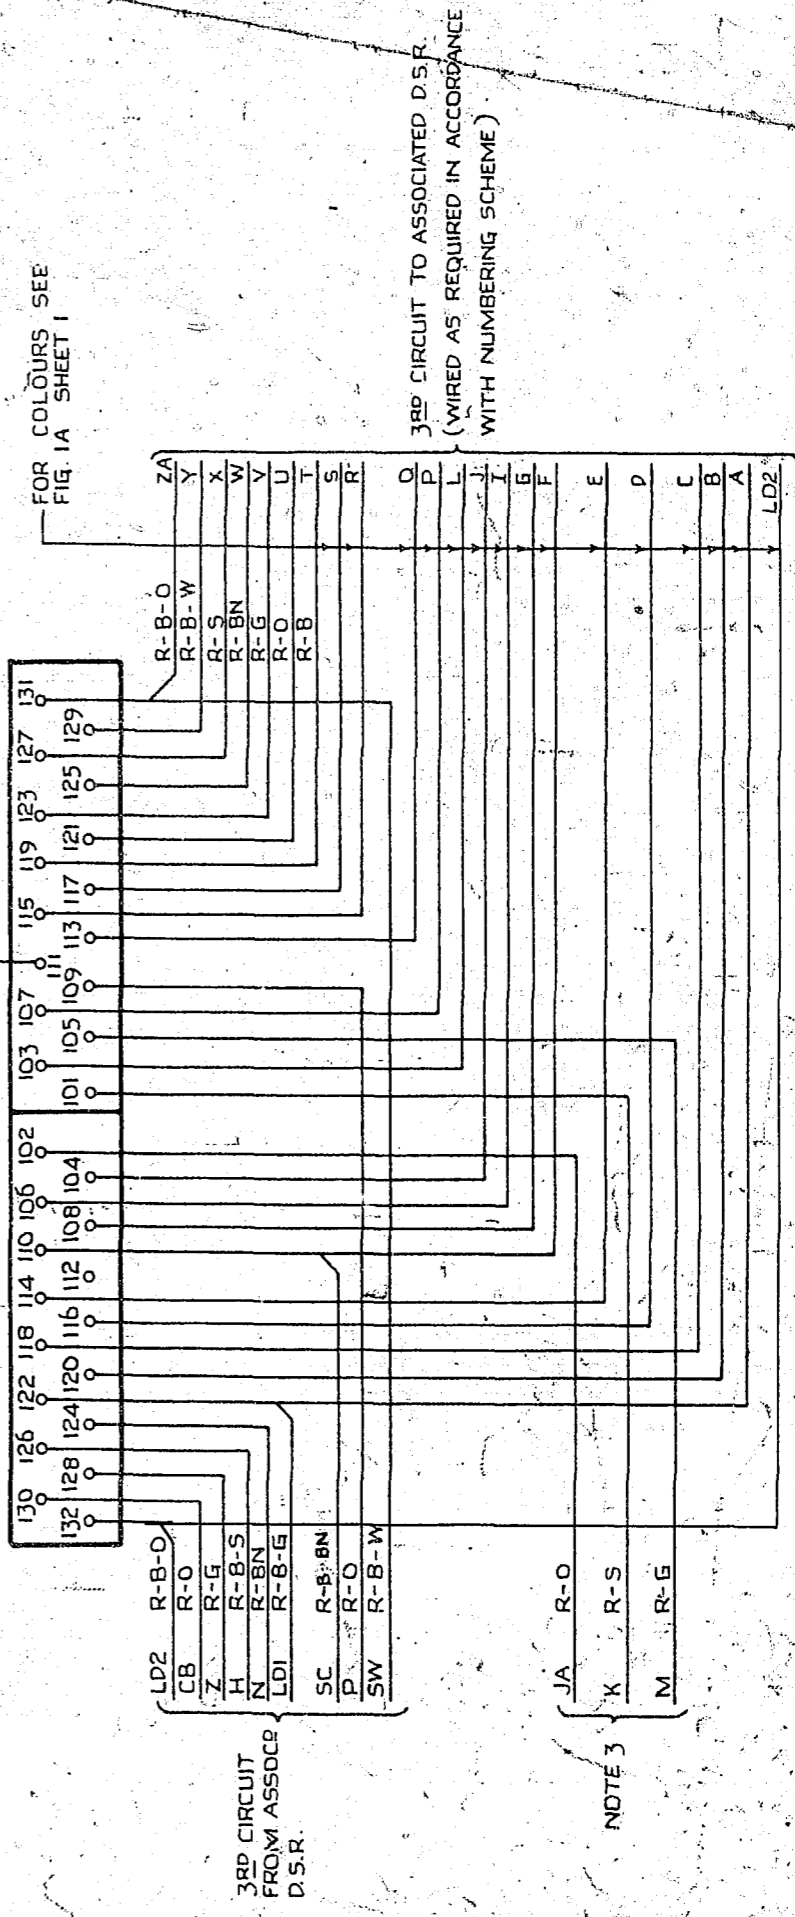 FOR COLOURS SEE
FIG. 1A SHEET 1
130 126 122 118 114 110 106 102 103 107 111 115 119 123 127 131
132 128 124 120 116 112 108 104 101 105 109 113 117 121 125 129
3RD CIRCUIT
FROM ASSOCD
D.S.R.
LD2 R-B-O
CB R-O
Z R-G
H R-B-S
N R-BN
LD1 R-B-G
SC R-B-BN
P R-O
SW R-B-W
NOTE 3
JA R-O
K R-S
M R-G
R-B-O ZA
R-B-W Y
R-S X
R-BN W
R-G V
R-O U
R-B T
S
R
Q
P
L
J
I
G
F
E
D
C
B
A
LD2
3RD CIRCUIT TO ASSOCIATED D.S.R.
(WIRED AS REQUIRED IN ACCORDANCE
WITH NUMBERING SCHEME).